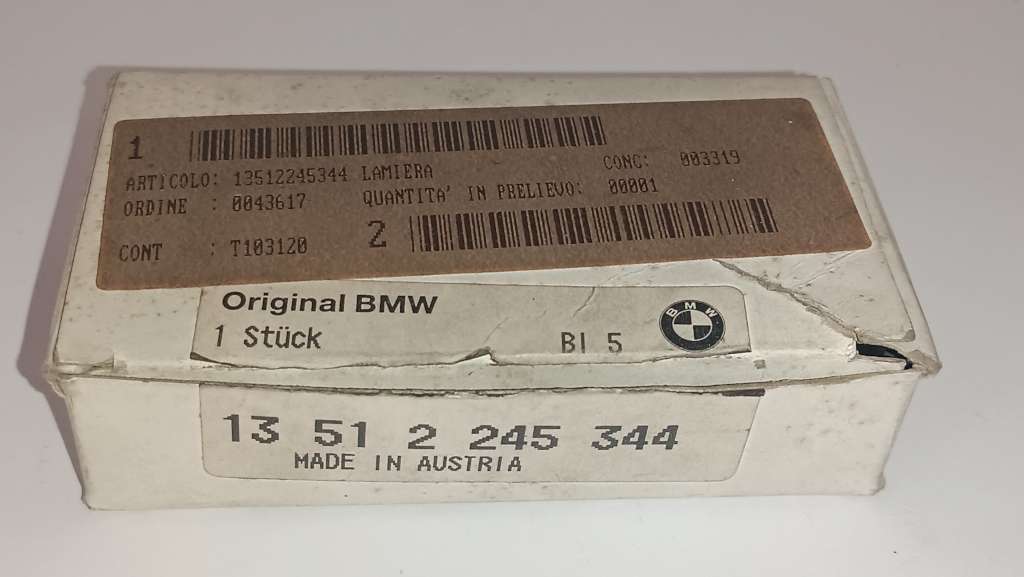 1
ARTICOLO: 13512245344 LAMIERA CONC: 003319
ORDINE : 0043617 QUANTITA' IN PRELIEVO: 00001
CONT : T103120 2
Original BMW
1 Stück BI 5 BMW
13 51 2 245 344
MADE IN AUSTRIA